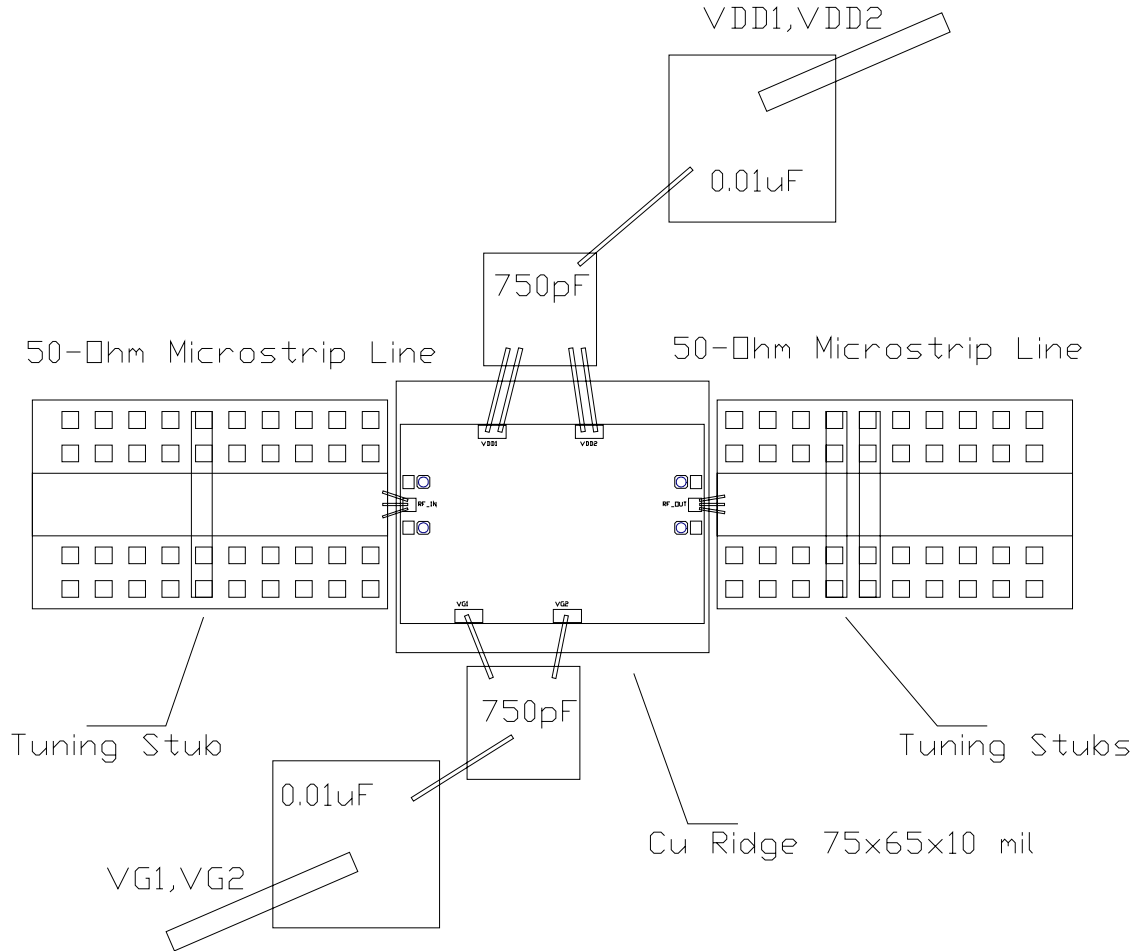 VDD1,VDD2
0.01uF
750pF
50-Ohm Microstrip Line
50-Ohm Microstrip Line
VDD1
VDD2
RF_IN
RF_OUT
VG1
VG2
750pF
Tuning Stub
Tuning Stubs
0.01uF
Cu Ridge 75x65x10 mil
VG1,VG2